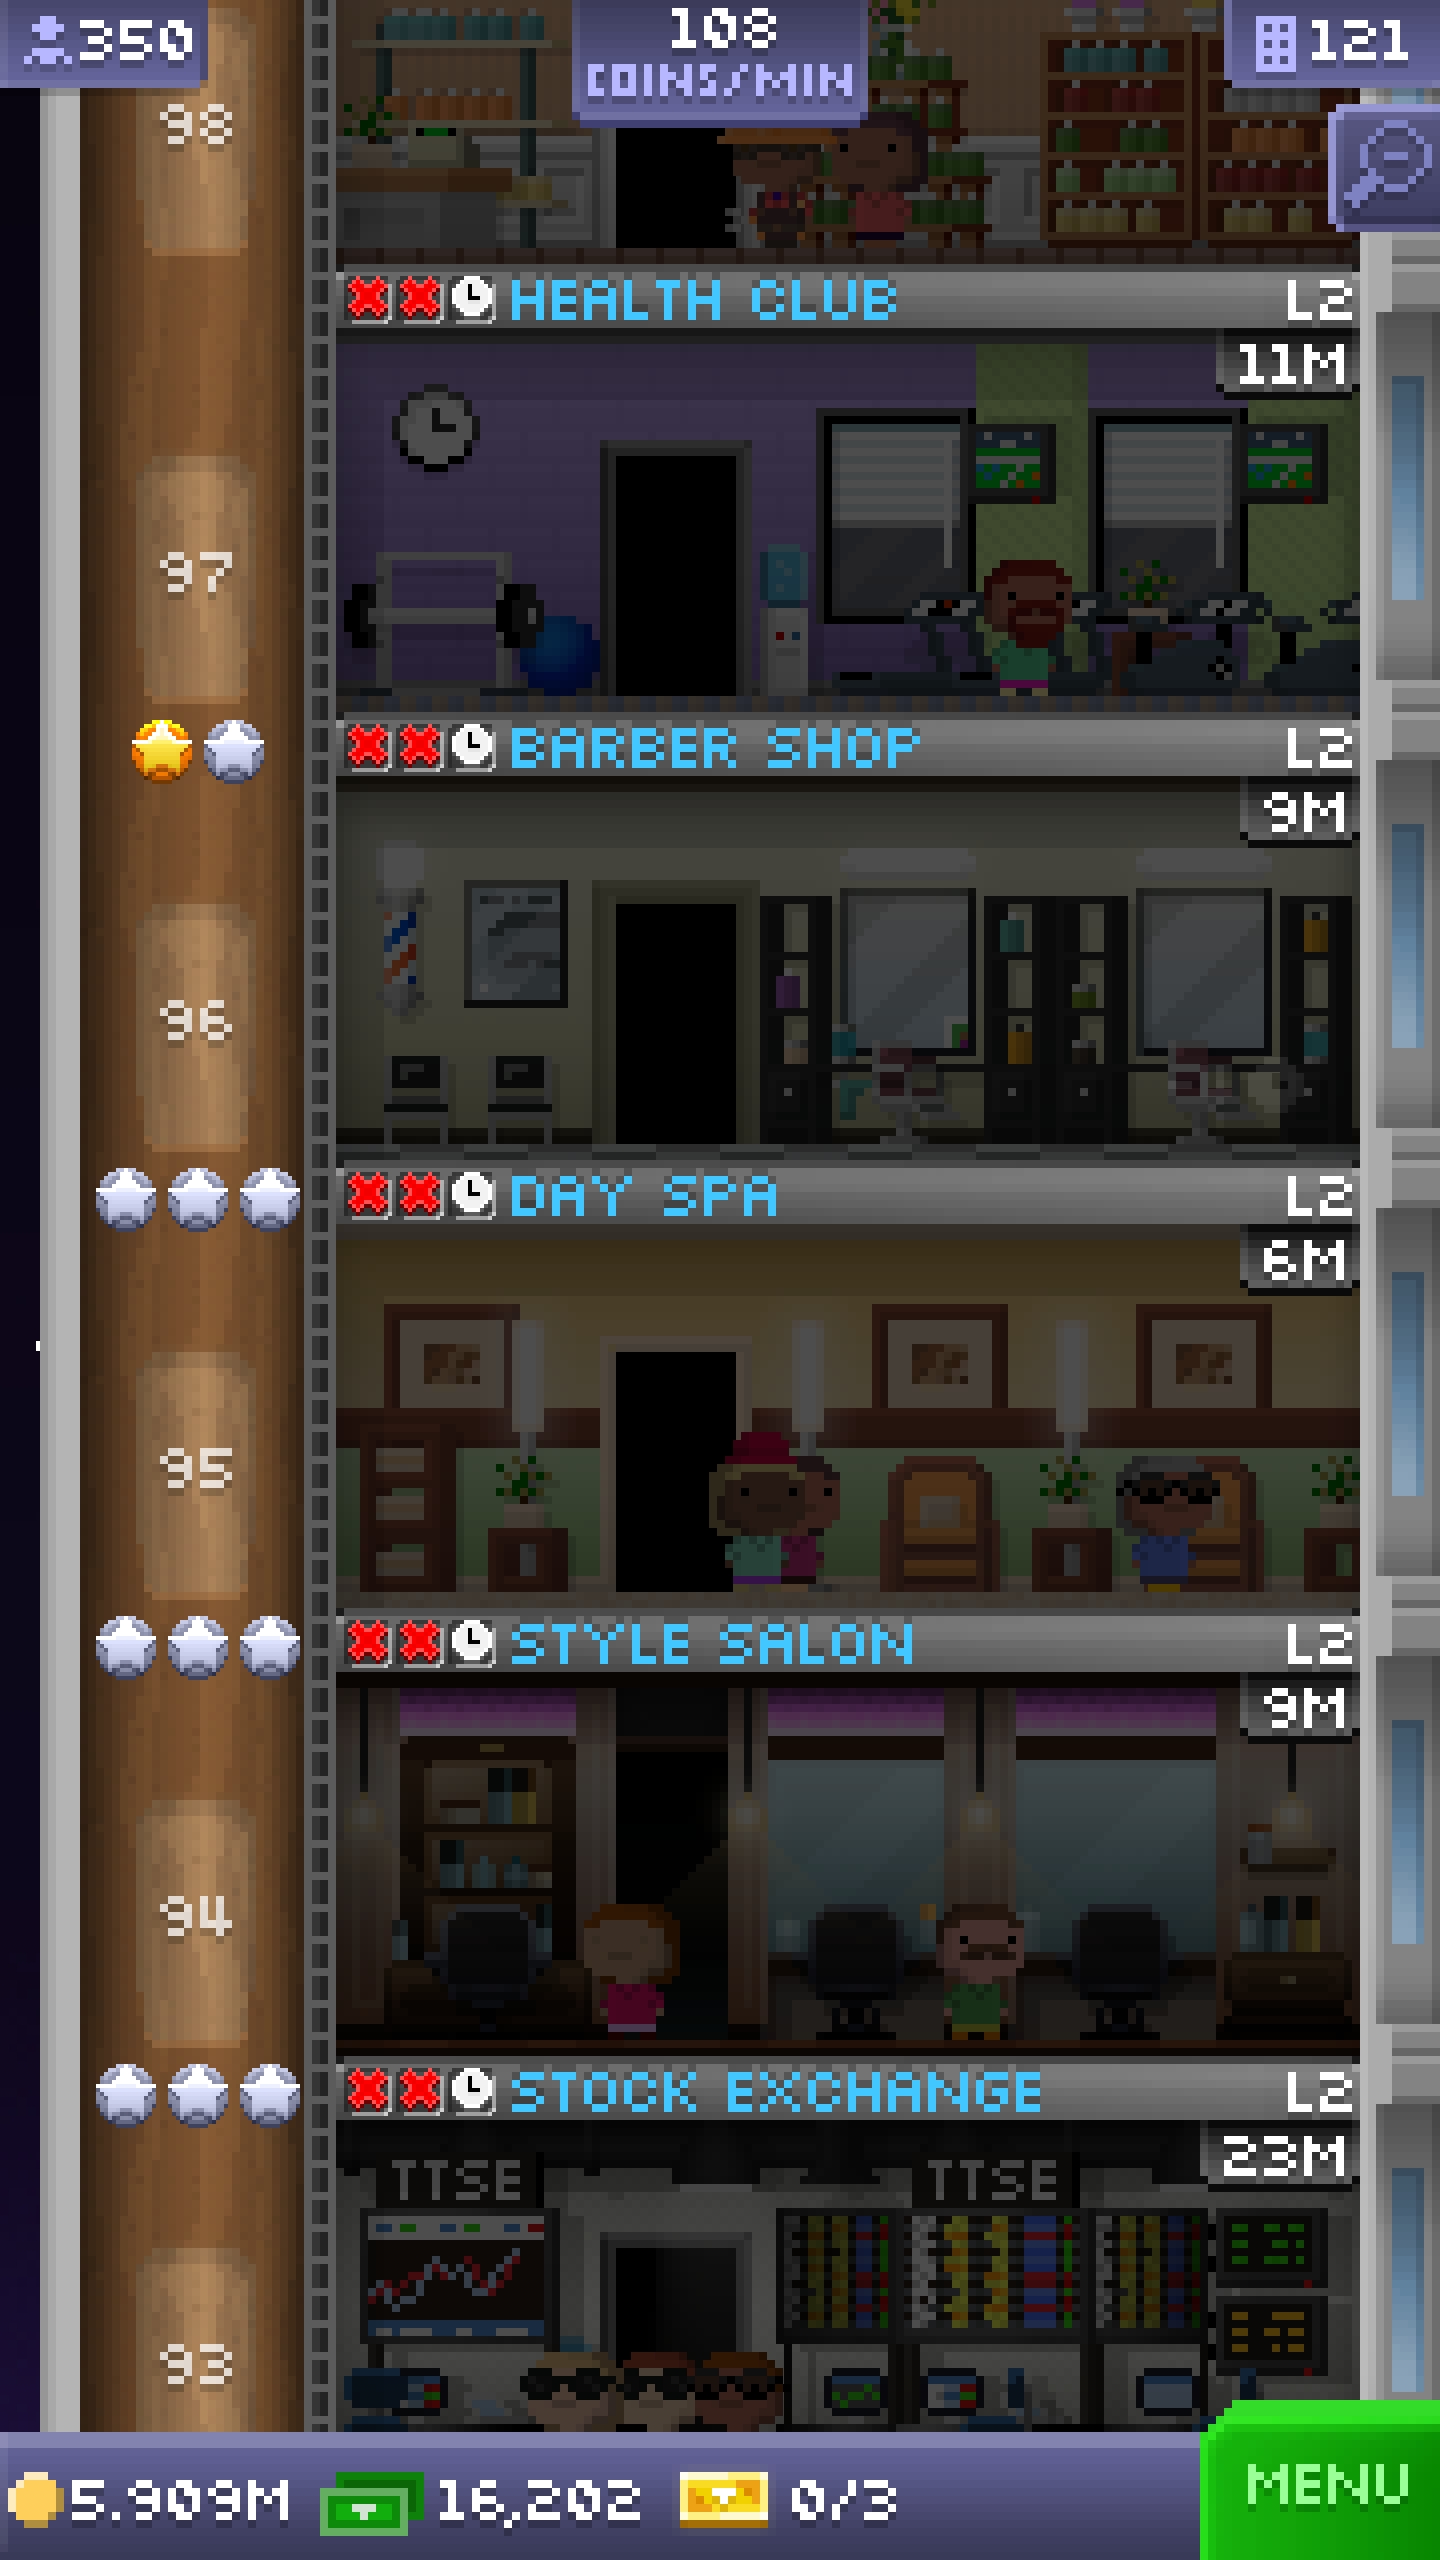 350
108
COINS/MIN
121
98
HEALTH CLUB L2
11M
97
BARBER SHOP L2
9M
96
DAY SPA L2
6M
95
STYLE SALON L2
9M
94
STOCK EXCHANGE L2
23M
TTSE TTSE
93
5.909M 16,202 0/3
MENU